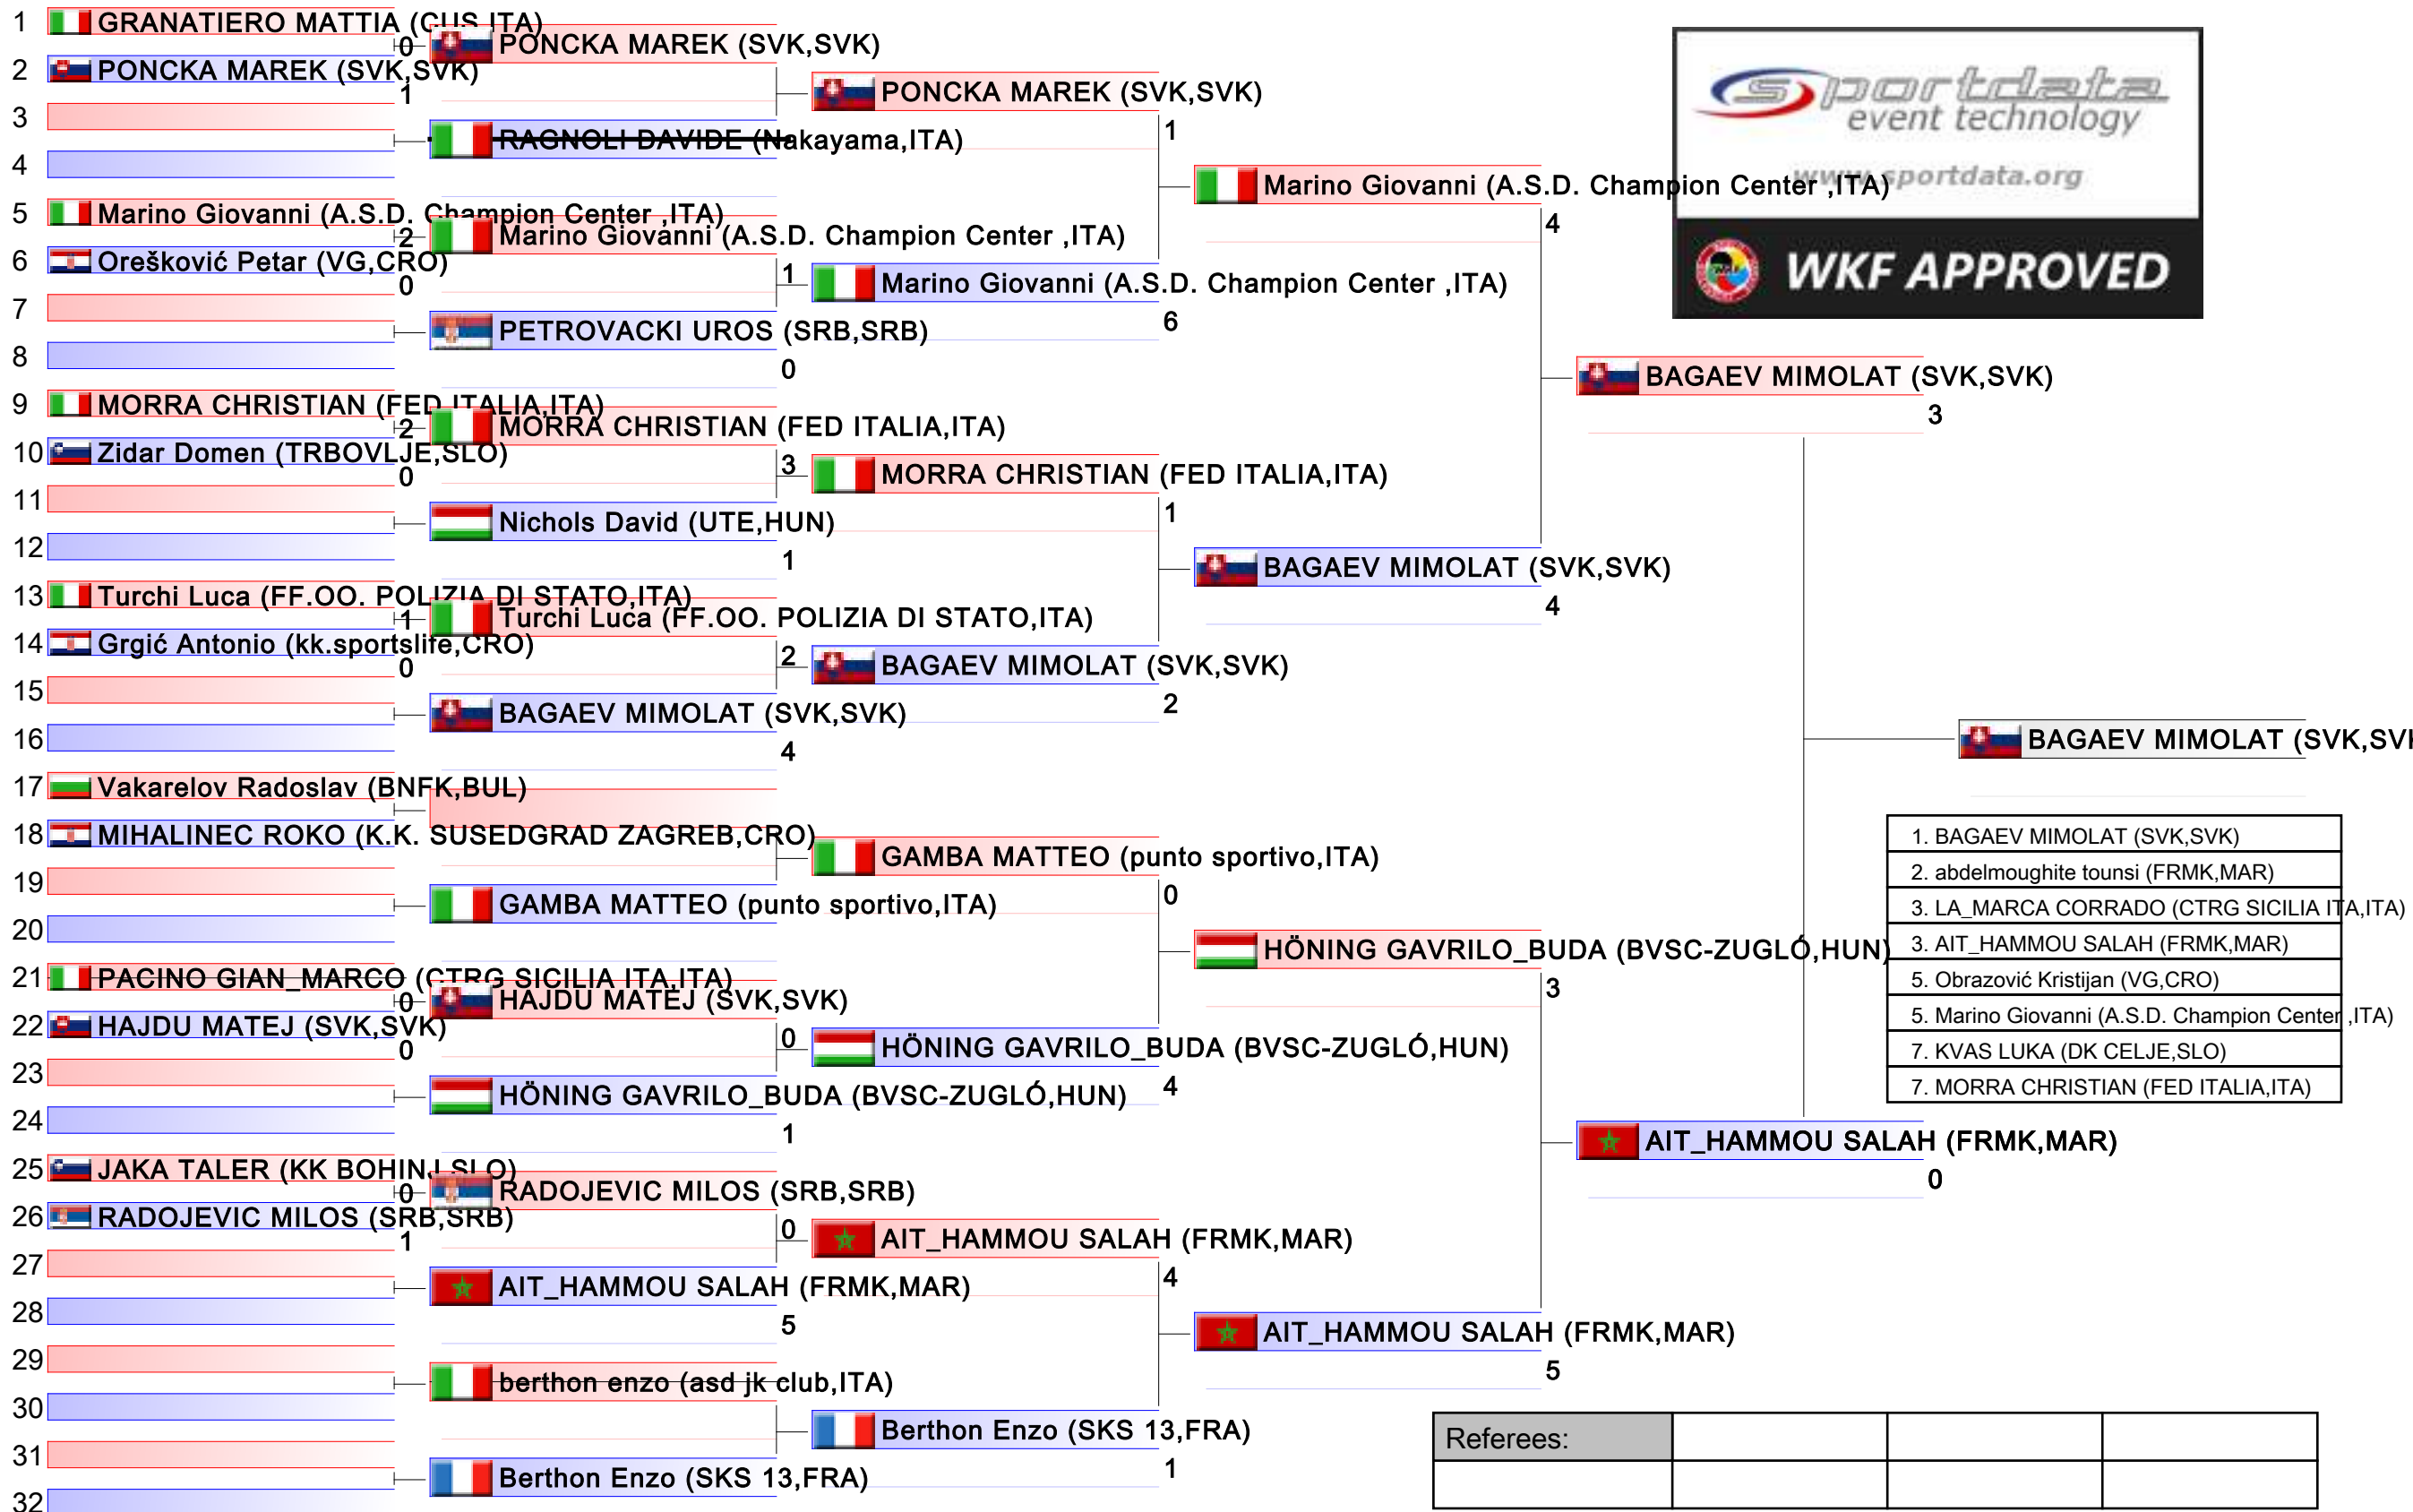 1 GRANATIERO MATTIA (CUS,ITA)
0
PONCKA MAREK (SVK,SVK)
2 PONCKA MAREK (SVK,SVK)
1
PONCKA MAREK (SVK,SVK)
1
3
RAGNOLI DAVIDE (Nakayama,ITA)
4
Marino Giovanni (A.S.D. Champion Center ,ITA)
4
5 Marino Giovanni (A.S.D. Champion Center ,ITA)
2
Marino Giovanni (A.S.D. Champion Center ,ITA)
1
6 Orešković Petar (VG,CRO)
0
Marino Giovanni (A.S.D. Champion Center ,ITA)
6
7
PETROVACKI UROS (SRB,SRB)
0
8
BAGAEV MIMOLAT (SVK,SVK)
3
9 MORRA CHRISTIAN (FED ITALIA,ITA)
2
MORRA CHRISTIAN (FED ITALIA,ITA)
3
10 Zidar Domen (TRBOVLJE,SLO)
0
MORRA CHRISTIAN (FED ITALIA,ITA)
1
11
Nichols David (UTE,HUN)
1
12
BAGAEV MIMOLAT (SVK,SVK)
4
13 Turchi Luca (FF.OO. POLIZIA DI STATO,ITA)
1
Turchi Luca (FF.OO. POLIZIA DI STATO,ITA)
2
14 Grgić Antonio (kk.sportslife,CRO)
0
BAGAEV MIMOLAT (SVK,SVK)
2
15
BAGAEV MIMOLAT (SVK,SVK)
4
16
BAGAEV MIMOLAT (SVK,
17 Vakarelov Radoslav (BNFK,BUL)
18 MIHALINEC ROKO (K.K. SUSEDGRAD ZAGREB,CRO)
GAMBA MATTEO (punto sportivo,ITA)
0
19
GAMBA MATTEO (punto sportivo,ITA)
20
HÖNING GAVRILO_BUDA (BVSC-ZUGLÓ,HUN)
3
21 PACINO GIAN_MARCO (CTRG SICILIA ITA,ITA)
0
HAJDU MATEJ (SVK,SVK)
0
22 HAJDU MATEJ (SVK,SVK)
0
HÖNING GAVRILO_BUDA (BVSC-ZUGLÓ,HUN)
4
23
HÖNING GAVRILO_BUDA (BVSC-ZUGLÓ,HUN)
1
24
AIT_HAMMOU SALAH (FRMK,MAR)
0
25 JAKA TALER (KK BOHINJ,SLO)
0
RADOJEVIC MILOS (SRB,SRB)
0
26 RADOJEVIC MILOS (SRB,SRB)
1
AIT_HAMMOU SALAH (FRMK,MAR)
4
27
AIT_HAMMOU SALAH (FRMK,MAR)
5
28
AIT_HAMMOU SALAH (FRMK,MAR)
5
29
berthon enzo (asd jk club,ITA)
30
Berthon Enzo (SKS 13,FRA)
1
31
Berthon Enzo (SKS 13,FRA)
32
sportdata
event technology
www.sportdata.org
WKF APPROVED
1. BAGAEV MIMOLAT (SVK,SVK)
2. abdelmoughite tounsi (FRMK,MAR)
3. LA_MARCA CORRADO (CTRG SICILIA ITA,ITA)
3. AIT_HAMMOU SALAH (FRMK,MAR)
5. Obrazović Kristijan (VG,CRO)
5. Marino Giovanni (A.S.D. Champion Center ,ITA)
7. KVAS LUKA (DK CELJE,SLO)
7. MORRA CHRISTIAN (FED ITALIA,ITA)
Referees: